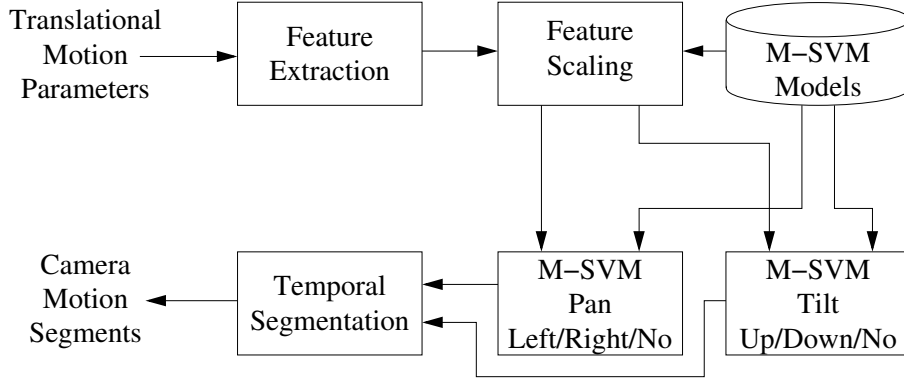 Translational
Motion
Parameters
Feature
Extraction
Feature
Scaling
M−SVM
Models
Camera
Motion
Segments
Temporal
Segmentation
M−SVM
Pan
Left/Right/No
M−SVM
Tilt
Up/Down/No